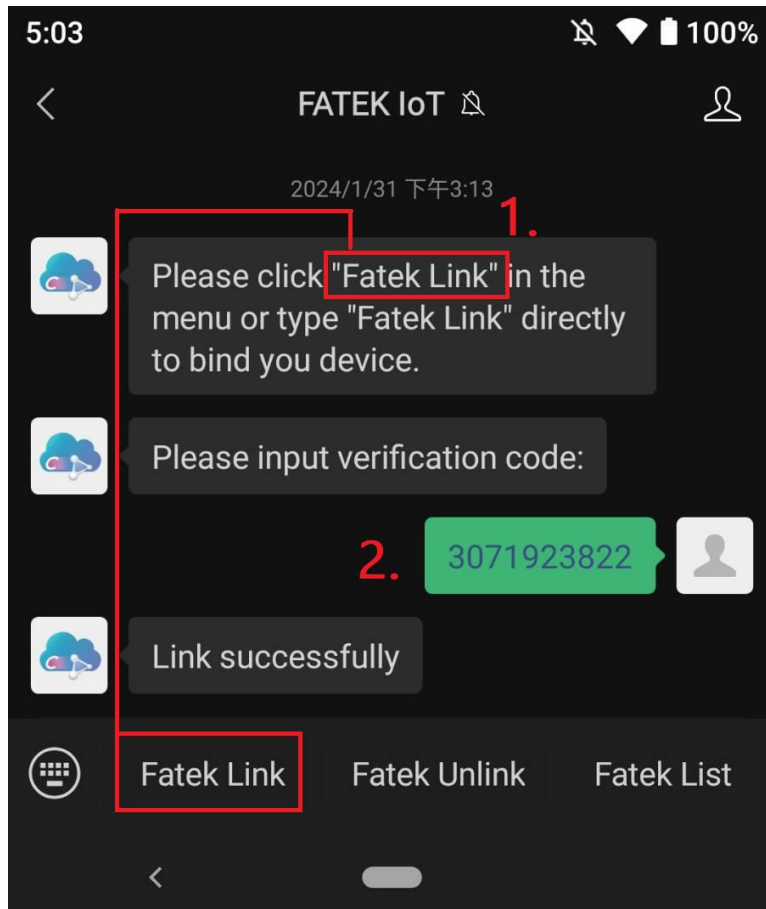 5:03
100%
FATEK IoT
2024/1/31 下午3:13
1.
Please click "Fatek Link" in the
menu or type "Fatek Link" directly
to bind you device.
Please input verification code:
2.
3071923822
Link successfully
Fatek Link
Fatek Unlink
Fatek List